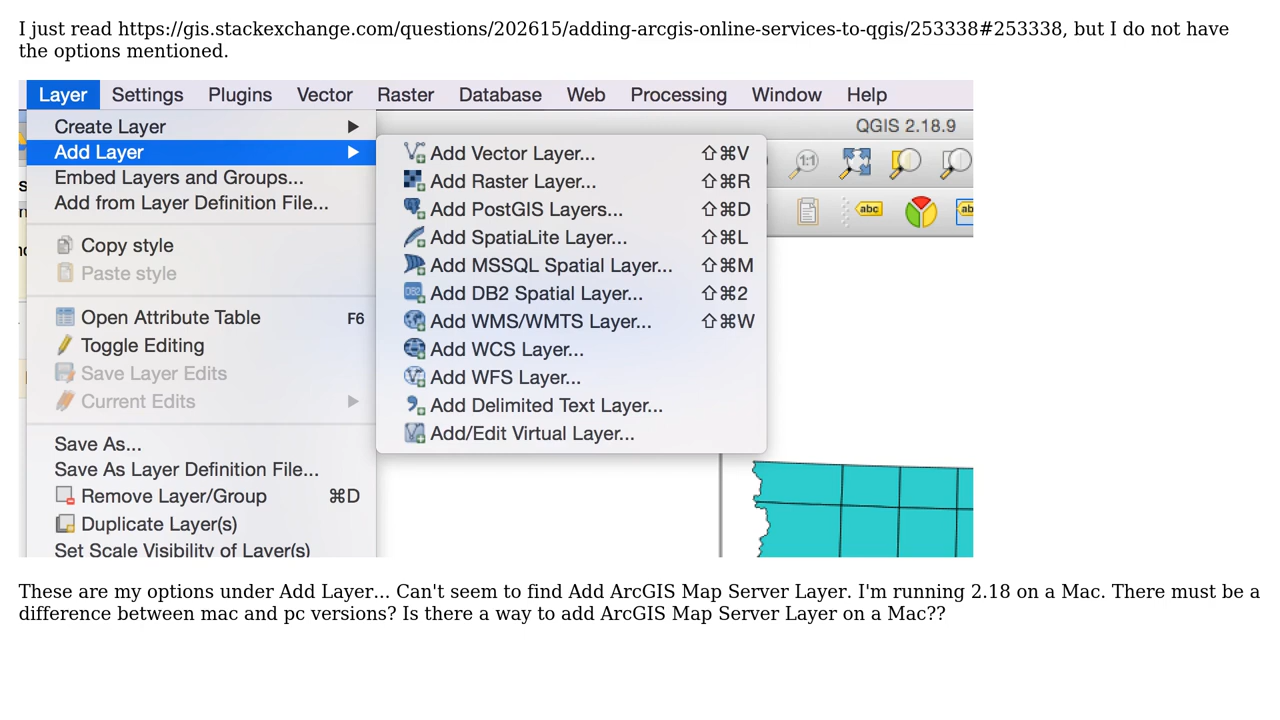 I just read https://gis.stackexchange.com/questions/202615/adding-arcgis-online-services-to-qgis/253338#253338, but I do not have
the options mentioned.
Layer Settings Plugins Vector Raster Database Web Processing Window Help
QGIS 2.18.9
Create Layer
Add Layer
Embed Layers and Groups...
Add from Layer Definition File...
Copy style
Paste style
Open Attribute Table F6
Toggle Editing
Save Layer Edits
Current Edits
Save As...
Save As Layer Definition File...
Remove Layer/Group ⌘D
Duplicate Layer(s)
Set Scale Visibility of Layer(s)
Add Vector Layer... ⇧⌘V
Add Raster Layer... ⇧⌘R
Add PostGIS Layers... ⇧⌘D
Add SpatiaLite Layer... ⇧⌘L
Add MSSQL Spatial Layer... ⇧⌘M
Add DB2 Spatial Layer... ⇧⌘2
Add WMS/WMTS Layer... ⇧⌘W
Add WCS Layer...
Add WFS Layer...
Add Delimited Text Layer...
Add/Edit Virtual Layer...
1:1
abc
These are my options under Add Layer... Can't seem to find Add ArcGIS Map Server Layer. I'm running 2.18 on a Mac. There must be a
difference between mac and pc versions? Is there a way to add ArcGIS Map Server Layer on a Mac??